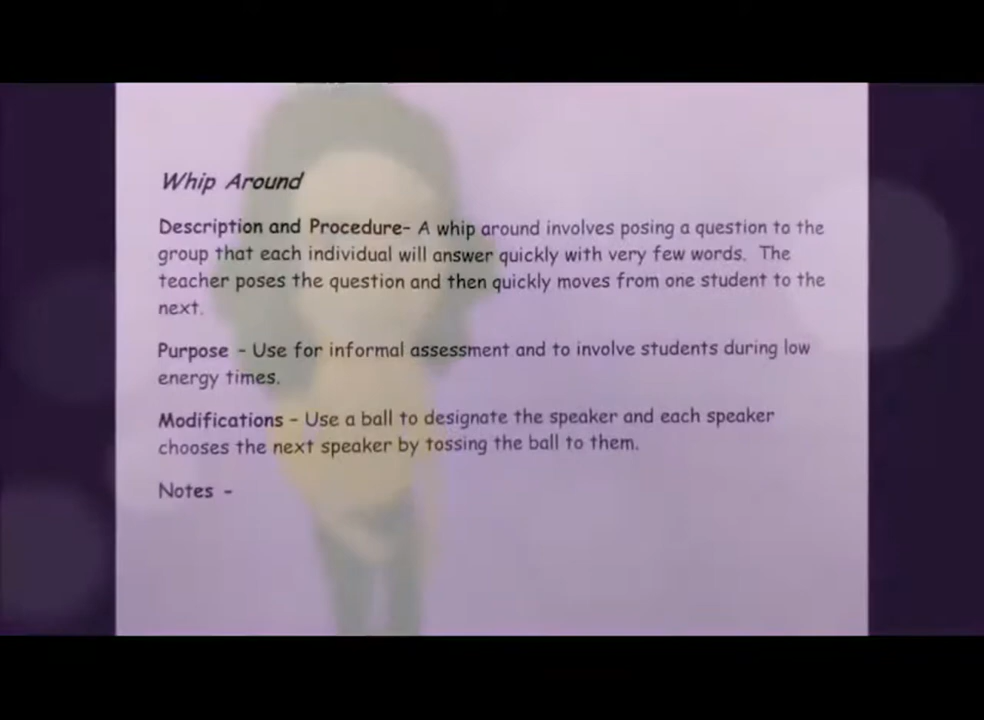 Whip Around
Description and Procedure- A whip around involves posing a question to the
group that each individual will answer quickly with very few words. The
teacher poses the question and then quickly moves from one student to the
next.
Purpose - Use for informal assessment and to involve students during low
energy times.
Modifications - Use a ball to designate the speaker and each speaker
chooses the next speaker by tossing the ball to them.
Notes -